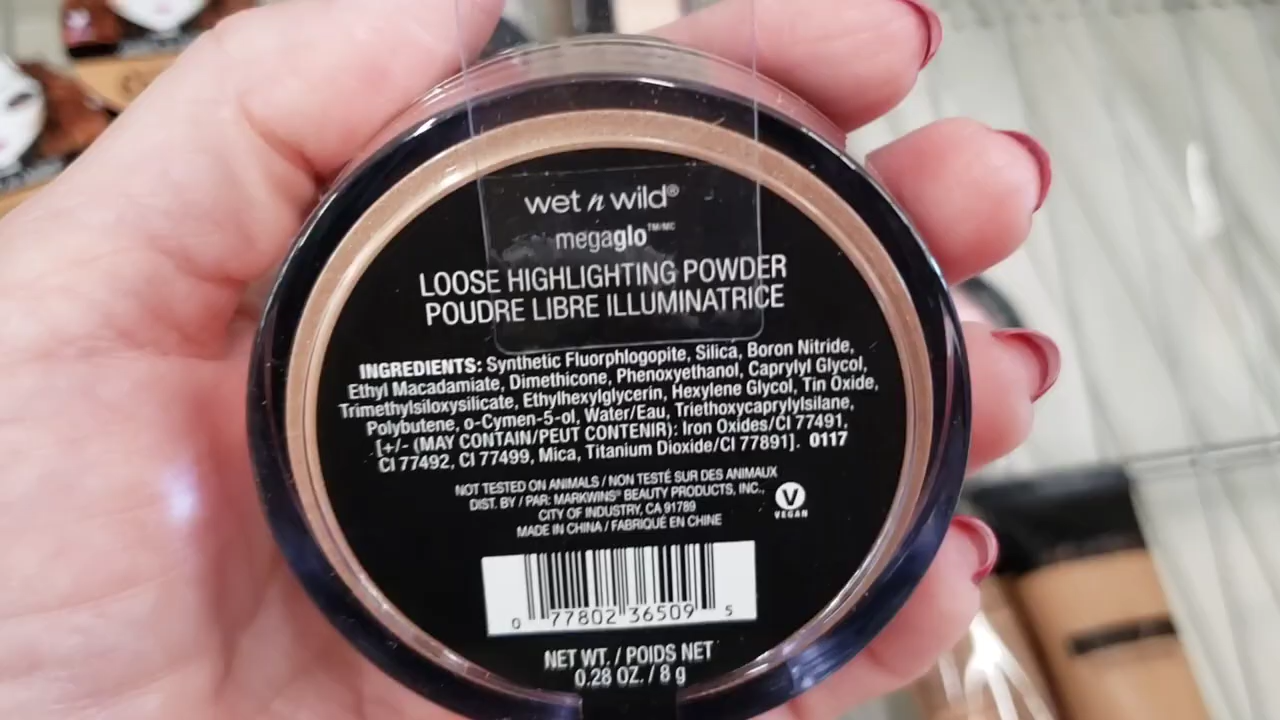 wet n wild®
megaglo™/MC
LOOSE HIGHLIGHTING POWDER
POUDRE LIBRE ILLUMINATRICE
INGREDIENTS: Synthetic Fluorphlogopite, Silica, Boron Nitride,
Ethyl Macadamiate, Dimethicone, Phenoxyethanol, Caprylyl Glycol,
Trimethylsiloxysilicate, Ethylhexylglycerin, Hexylene Glycol, Tin Oxide,
Polybutene, o-Cymen-5-ol, Water/Eau, Triethoxycaprylylsilane,
[+/- (MAY CONTAIN/PEUT CONTENIR): Iron Oxides/CI 77491,
CI 77492, CI 77499, Mica, Titanium Dioxide/CI 77891]. 0117
NOT TESTED ON ANIMALS / NON TESTÉ SUR DES ANIMAUX
DIST. BY / PAR: MARKWINS® BEAUTY PRODUCTS, INC.,
CITY OF INDUSTRY, CA 91789
MADE IN CHINA / FABRIQUÉ EN CHINE
V
VEGAN
0 77802 36509 5
NET WT. / POIDS NET
0.28 OZ. / 8 g